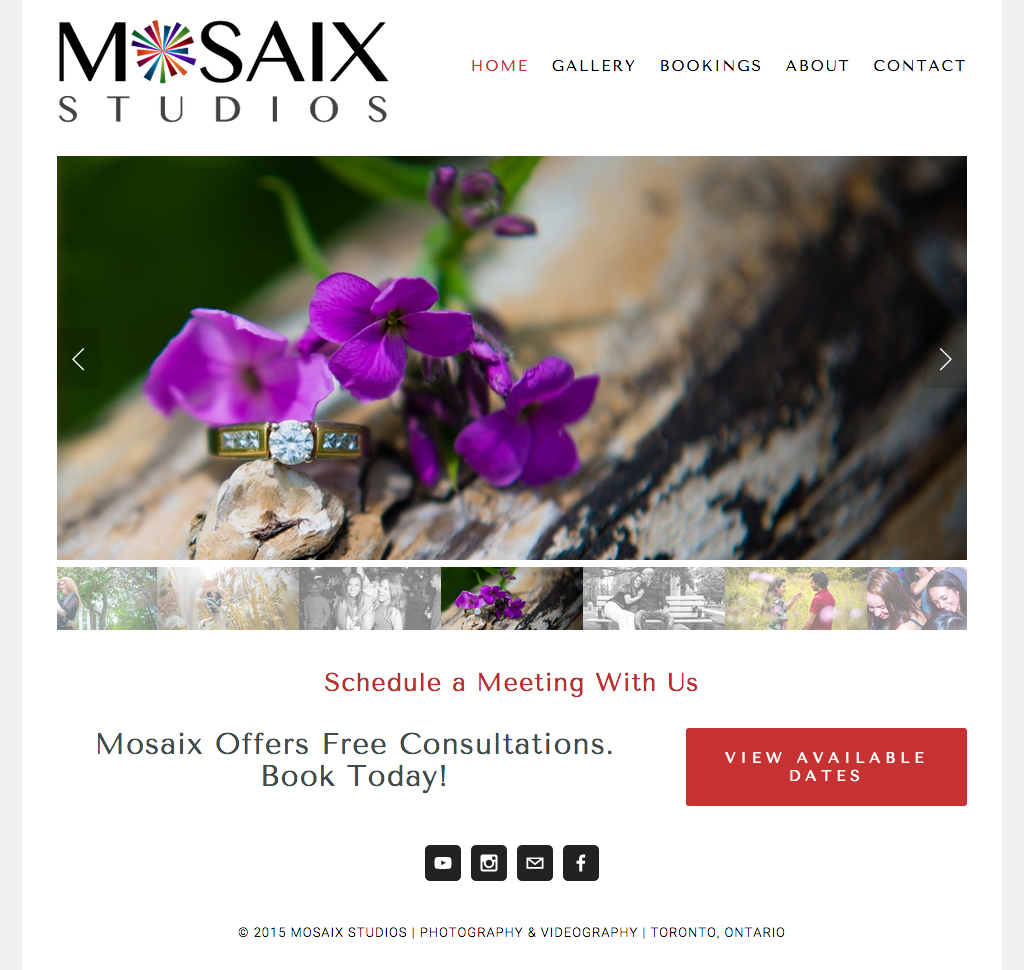 MOSAIX
STUDIOS
HOME GALLERY BOOKINGS ABOUT CONTACT
Schedule a Meeting With Us
Mosaix Offers Free Consultations.
Book Today!
VIEW AVAILABLE
DATES
© 2015 MOSAIX STUDIOS | PHOTOGRAPHY & VIDEOGRAPHY | TORONTO, ONTARIO